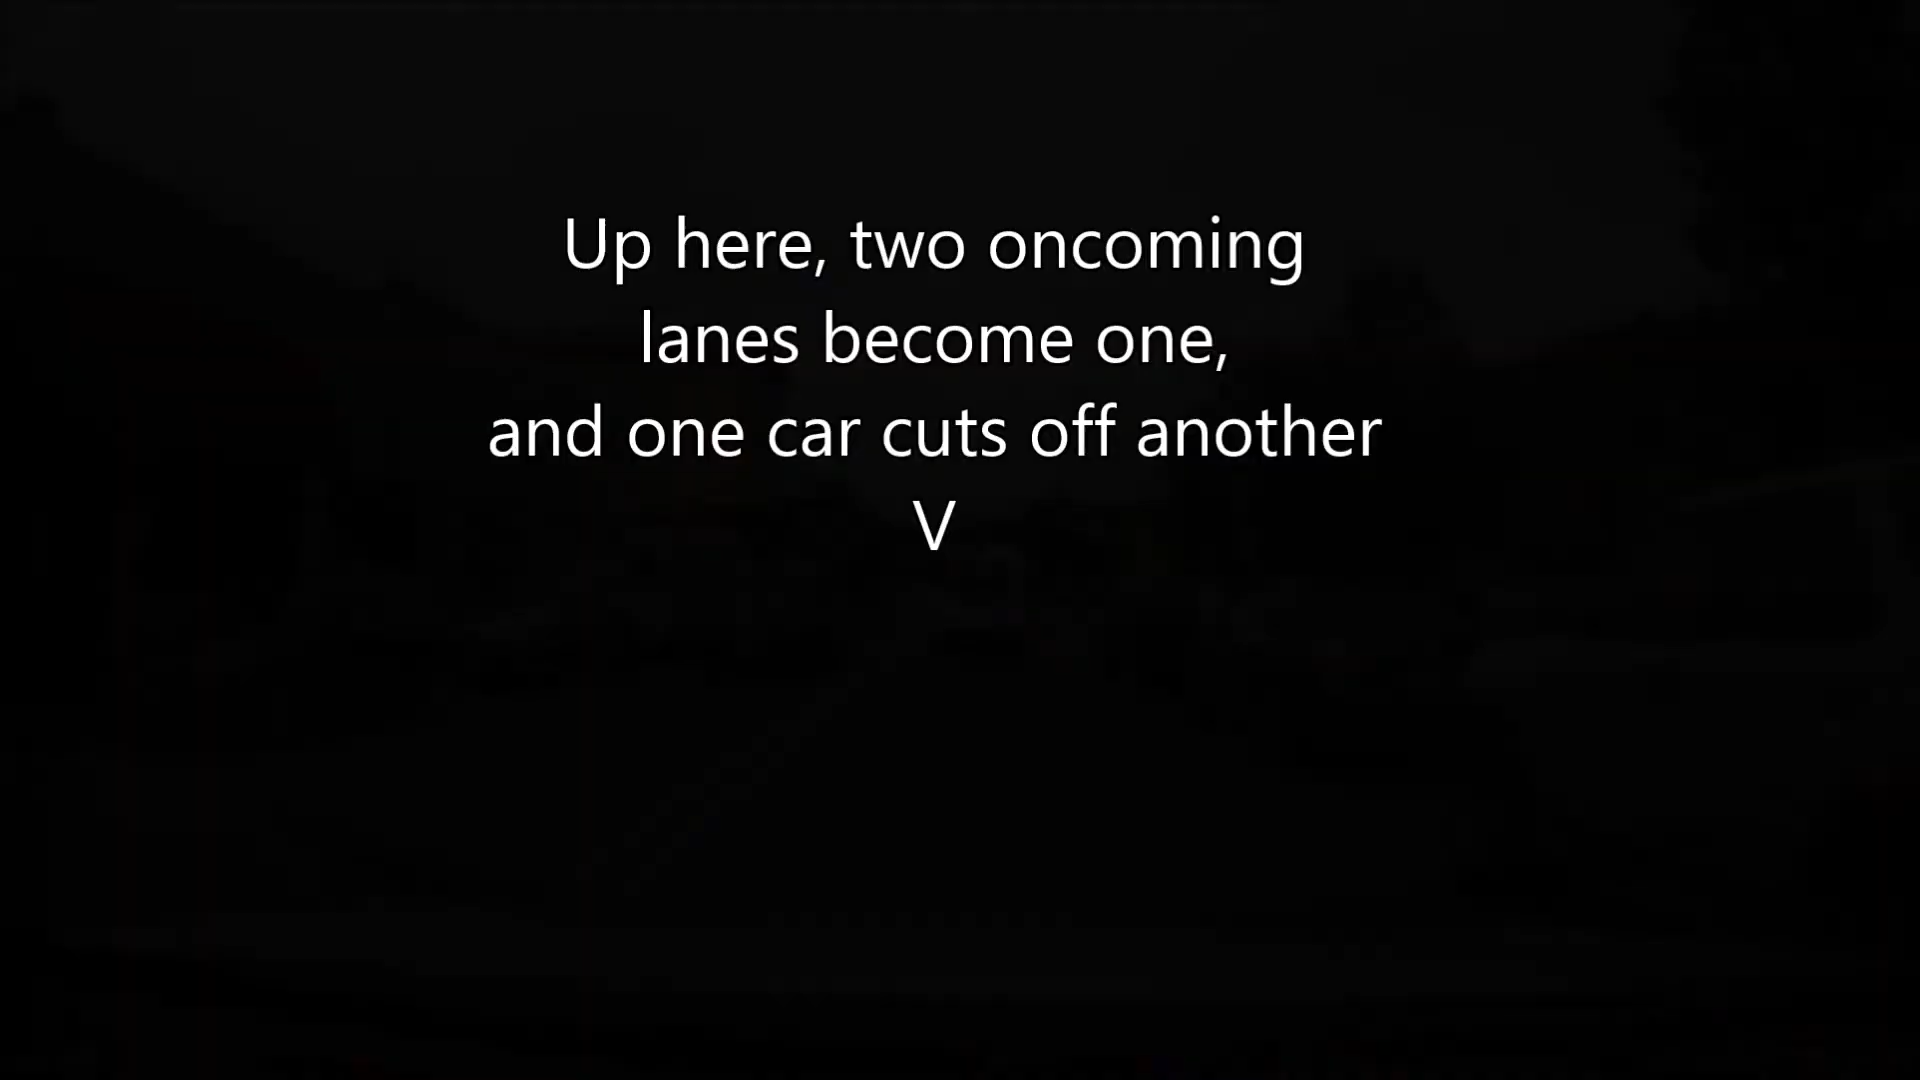 Up here, two oncoming
lanes become one,
and one car cuts off another
V